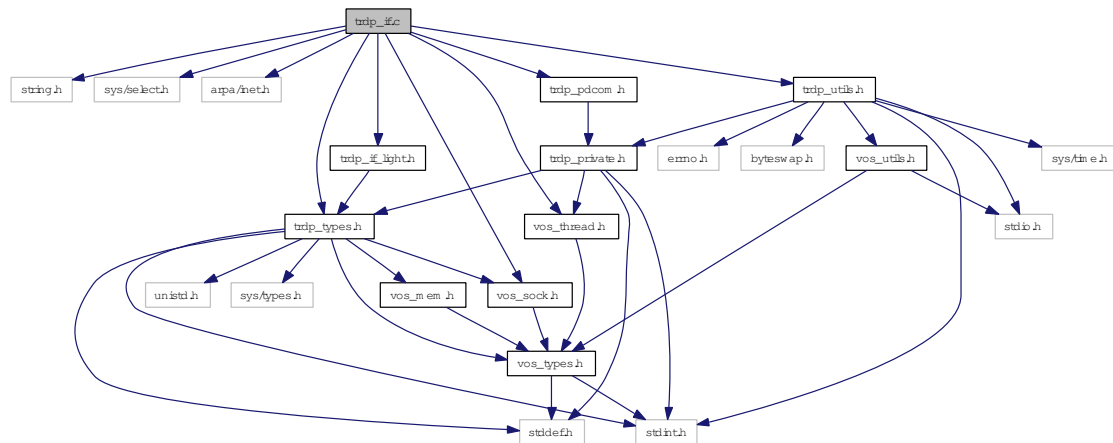 trdp_if.c
string.h
sys/select.h
arpa/inet.h
trdp_pdcom.h
trdp_utils.h
trdp_if_light.h
trdp_private.h
errno.h
byteswap.h
vos_utils.h
sys/time.h
trdp_types.h
vos_thread.h
stdio.h
unistd.h
sys/types.h
vos_mem.h
vos_sock.h
vos_types.h
stddef.h
stdint.h